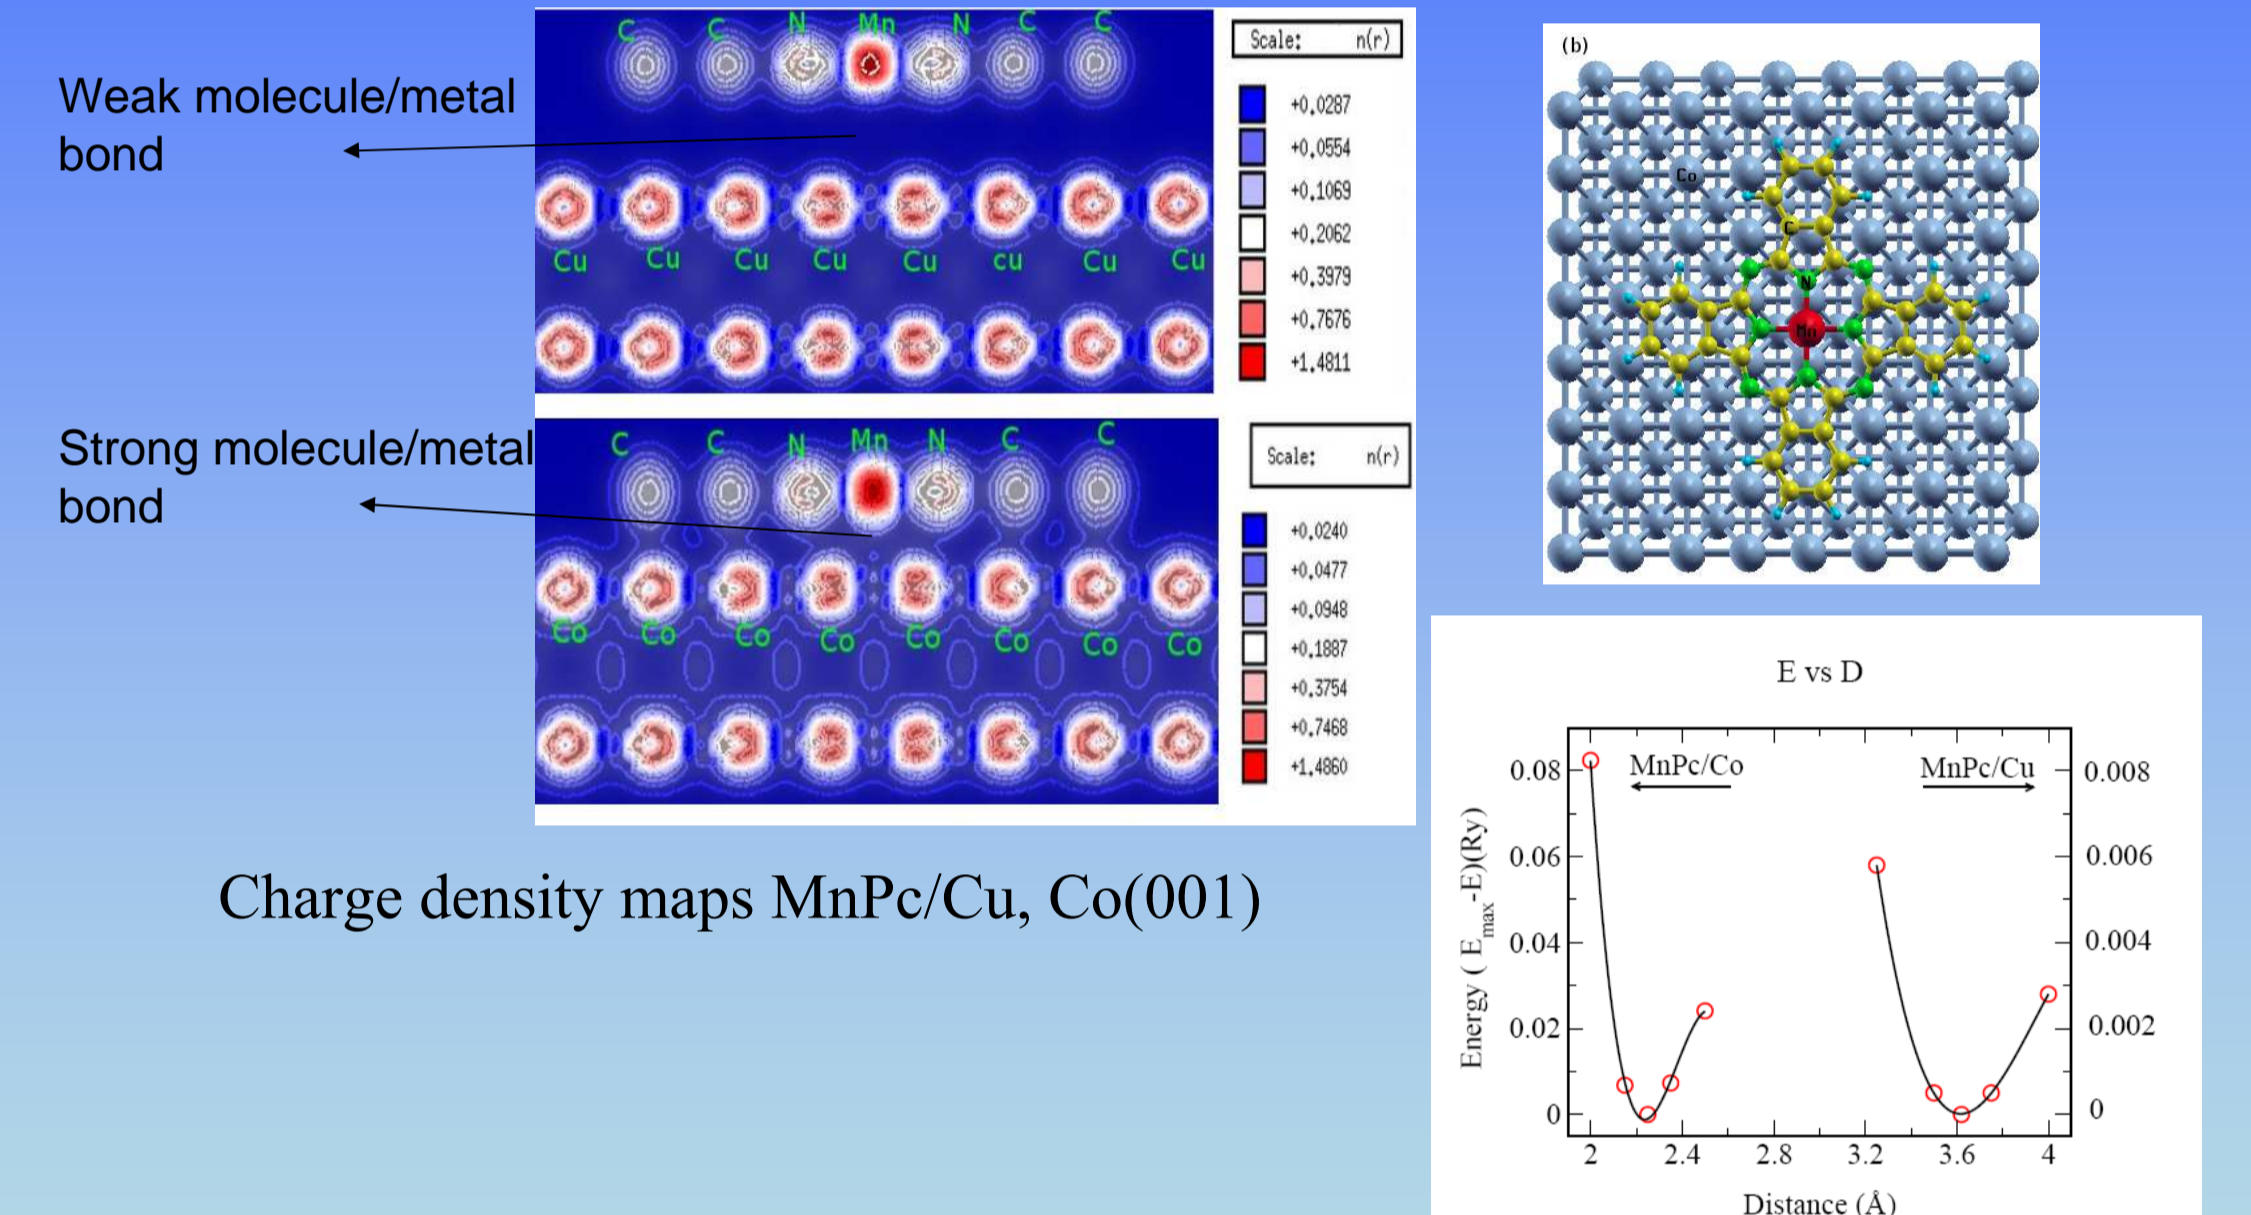 Weak molecule/metal
bond
C C N Mn N C C
Cu Cu Cu Cu Cu cu Cu Cu
Scale: n(r)
+0.0287
+0.0554
+0.1069
+0.2062
+0.3979
+0.7676
+1.4811
Strong molecule/metal
bond
C C N Mn N C C
Co Co Co Co Co Co Co Co
Scale: n(r)
+0.0240
+0.0477
+0.0948
+0.1887
+0.3754
+0.7468
+1.4860
Charge density maps MnPc/Cu, Co(001)
(b)
Co
C
N
Mn
E vs D
MnPc/Co MnPc/Cu
Energy ( Emax-E)(Ry)
0.08
0.06
0.04
0.02
0
0.008
0.006
0.004
0.002
0
2 2.4 2.8 3.2 3.6 4
Distance (Å)